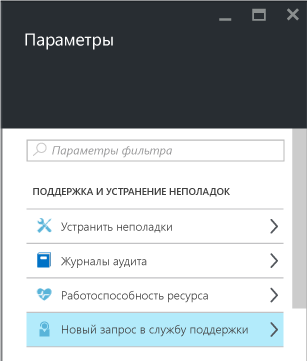 Параметры
Параметры фильтра
ПОДДЕРЖКА И УСТРАНЕНИЕ НЕПОЛАДОК
Устранить неполадки
Журналы аудита
Работоспособность ресурса
Новый запрос в службу поддержки